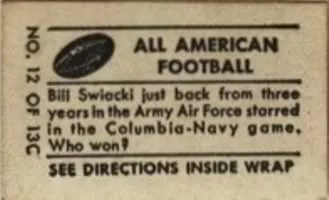 NO. 12 OF 13C
ALL AMERICAN
FOOTBALL
Bill Swiacki just back from three
years in the Army Air Force starred
in the Columbia-Navy game.
Who won?
SEE DIRECTIONS INSIDE WRAP